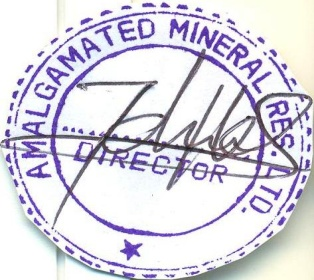 AMALGAMATED MINERAL RES. LTD.
DIRECTOR